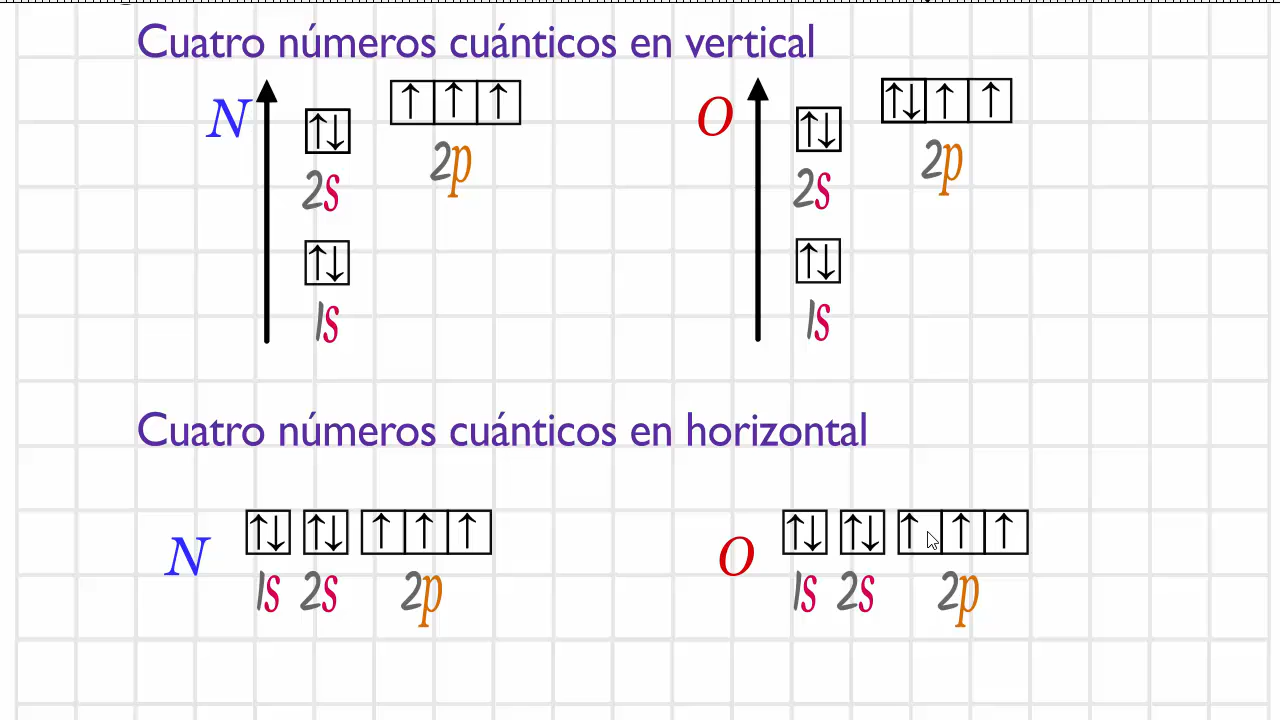 Cuatro números cuánticos en vertical
N ↑↓ 2s ↑ ↑ ↑ 2p
↑↓ 1s
O ↑↓ 2s ↑↓ ↑ ↑ 2p
↑↓ 1s
Cuatro números cuánticos en horizontal
N ↑↓ ↑↓ ↑ ↑ ↑
1s 2s 2p
O ↑↓ ↑↓ ↑ ↑ ↑
1s 2s 2p